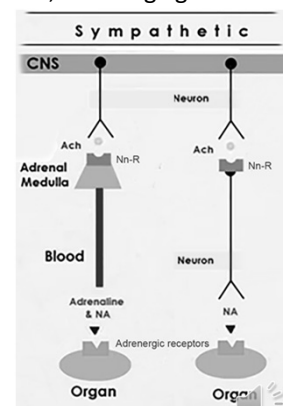 Sympathetic
CNS
Neuron
Ach
Ach
Nn-R
Nn-R
Adrenal
Medulla
Blood
Neuron
Adrenaline
& NA
NA
Adrenergic receptors
Organ
Organ